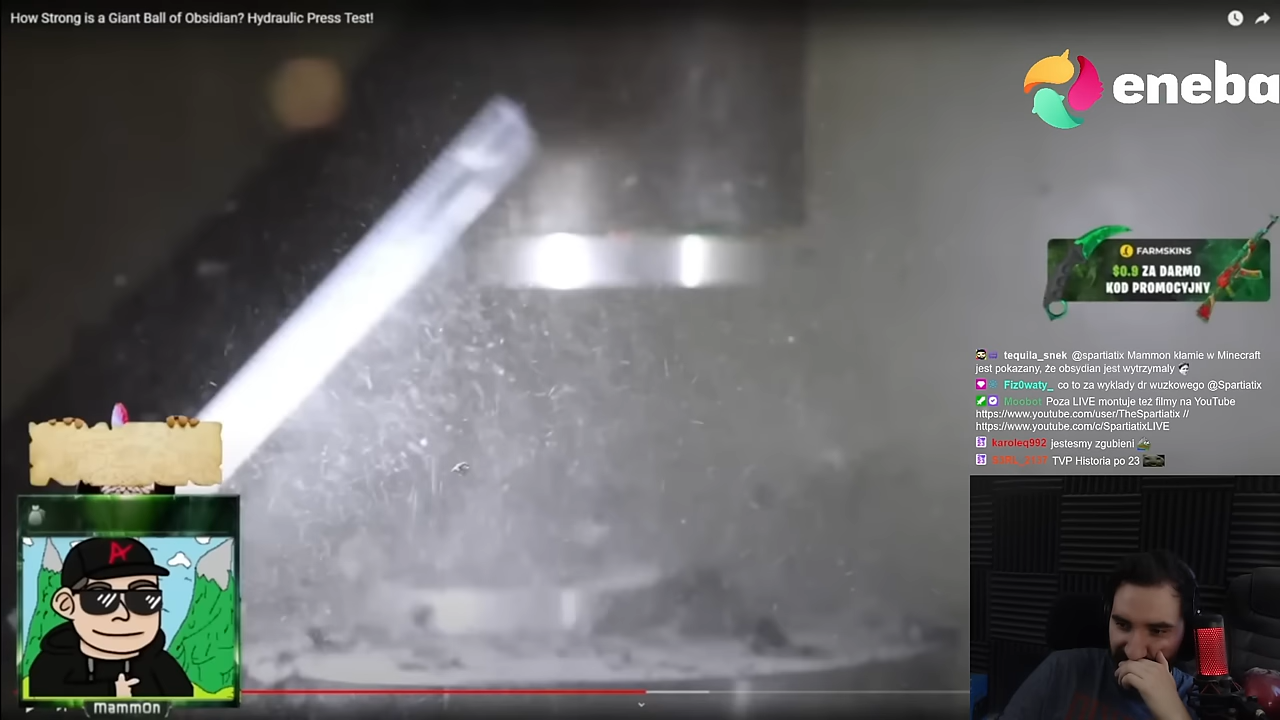 How Strong is a Giant Ball of Obsidian? Hydraulic Press Test!
eneba
FARMSKINS
$0.9 ZA DARMO
KOD PROMOCYJNY
tequila_snek @spartiatix Mammon kłamie w Minecraft
jest pokazany, że obsydian jest wytrzymaly
Fiz0waty_ co to za wyklady dr wuzkowego @Spartiatix
Moobot Poza LIVE montuje też filmy na YouTube
https://www.youtube.com/user/TheSpartiatix //
https://www.youtube.com/c/SpartiatixLIVE
karoleq992 jestesmy zgubieni
TVP Historia po 23
A
MammOn